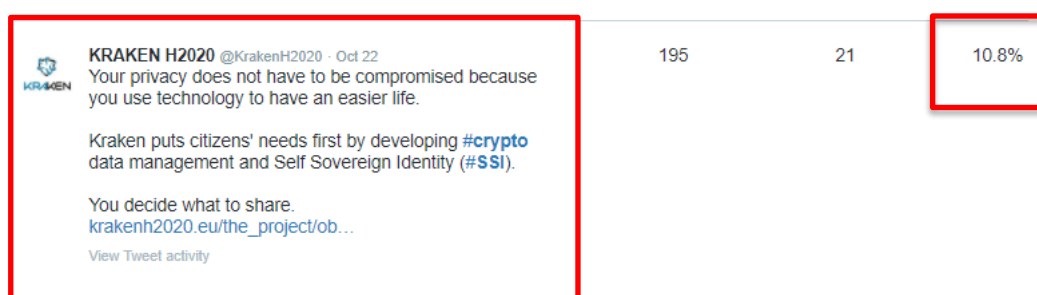 KRAKEN H2020 @KrakenH2020 · Oct 22 195 21 10.8%
Your privacy does not have to be compromised because
you use technology to have an easier life.
KRAKEN
Kraken puts citizens' needs first by developing #crypto
data management and Self Sovereign Identity (#SSI).
You decide what to share.
krakenh2020.eu/the_project/ob…
View Tweet activity